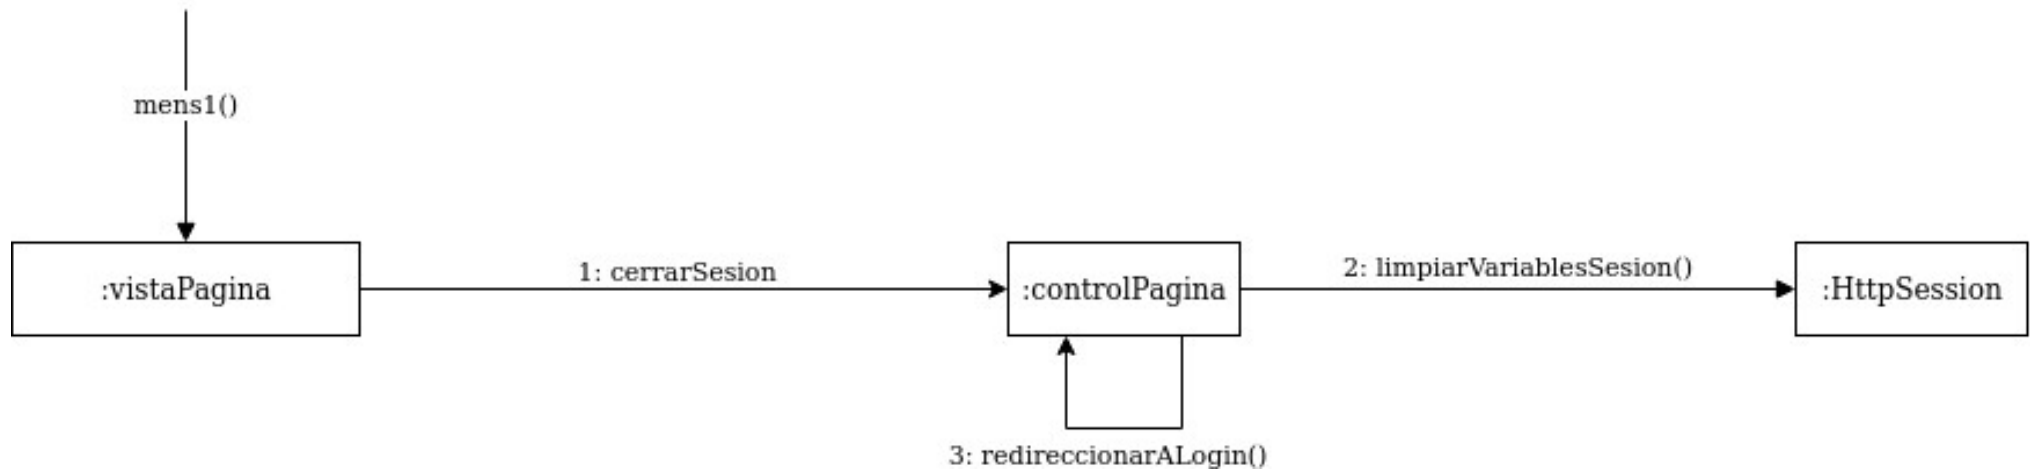 mens1()
:vistaPagina
1: cerrarSesion
:controlPagina
2: limpiarVariablesSesion()
:HttpSession
3: redireccionarALogin()